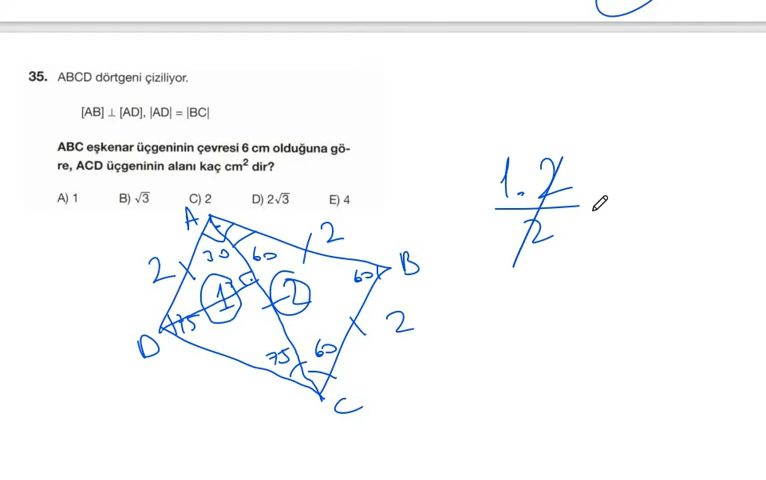 35. ABCD dörtgeni çiziliyor.
[AB] ⊥ [AD], |AD| = |BC|
ABC eşkenar üçgeninin çevresi 6 cm olduğuna gö-
re, ACD üçgeninin alanı kaç cm² dir?
A) 1 B) √3 C) 2 D) 2√3 E) 4
1.2
2
A
2
30
60
2
60
B
1
2
75
D
2
75
60
C